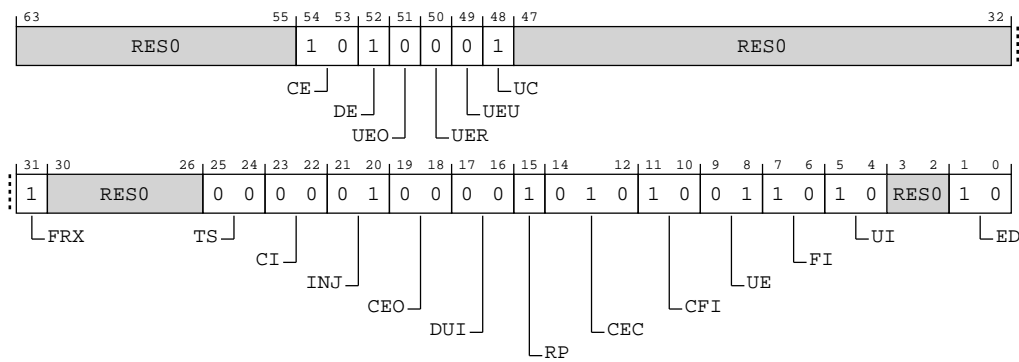 63 55 54 53 52 51 50 49 48 47 32
RES0 1 0 1 0 0 0 1 RES0
CE UC
DE UEU
UEO UER
31 30 26 25 24 23 22 21 20 19 18 17 16 15 14 12 11 10 9 8 7 6 5 4 3 2 1 0
1 RES0 0 0 0 0 0 1 0 0 0 0 1 0 1 0 1 0 0 1 1 0 1 0 RES0 1 0
FRX TS UI ED
CI FI
INJ UE
CEO CFI
DUI CEC
RP